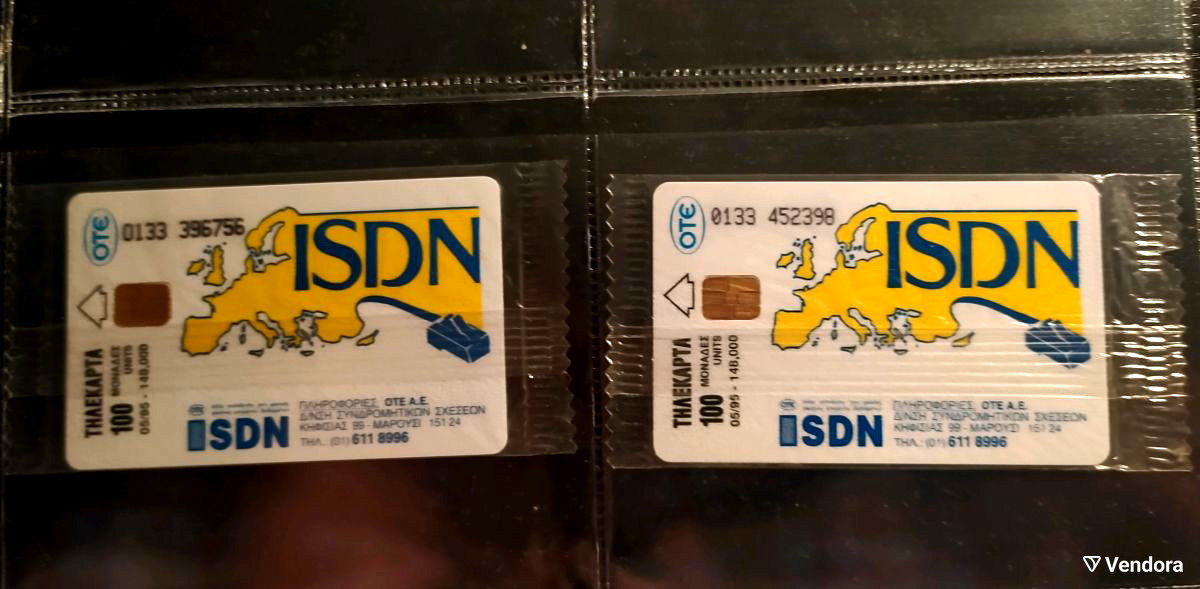 OTE
0133 396756
ISDN
ΤΗΛΕΚΑΡΤΑ
100 ΜΟΝΑΔΕΣ
UNITS
05/95 - 148,000
ISDN
ΠΛΗΡΟΦΟΡΙΕΣ, ΟΤΕ Α.Ε.
Δ/ΝΣΗ ΣΥΝΔΡΟΜΗΤΙΚΩΝ ΣΧΕΣΕΩΝ
ΚΗΦΙΣΙΑΣ 99 - ΜΑΡΟΥΣΙ 151 24
ΤΗΛ.: (01) 611 8996
OTE
0133 452398
ISDN
ΤΗΛΕΚΑΡΤΑ
100 ΜΟΝΑΔΕΣ
UNITS
05/95 - 148,000
ISDN
ΠΛΗΡΟΦΟΡΙΕΣ, ΟΤΕ Α.Ε.
Δ/ΝΣΗ ΣΥΝΔΡΟΜΗΤΙΚΩΝ ΣΧΕΣΕΩΝ
ΚΗΦΙΣΙΑΣ 99 - ΜΑΡΟΥΣΙ 151 24
ΤΗΛ.: (01) 611 8996
Vendora